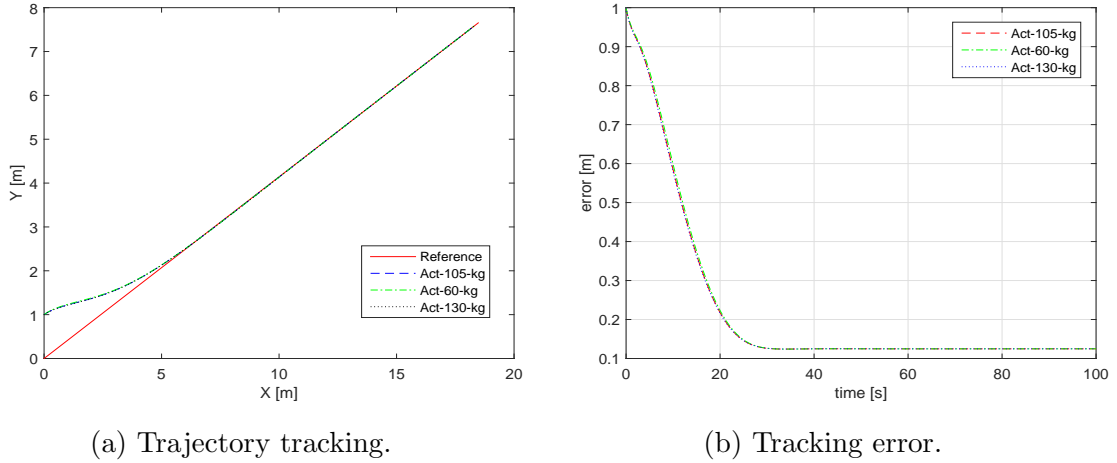 8
7
6
5
4
3
2
1
0
Y [m]
0 5 10 15 20
X [m]
Reference
Act-105-kg
Act-60-kg
Act-130-kg
(a) Trajectory tracking.
1
0.9
0.8
0.7
0.6
0.5
0.4
0.3
0.2
0.1
error [m]
0 20 40 60 80 100
time [s]
Act-105-kg
Act-60-kg
Act-130-kg
(b) Tracking error.